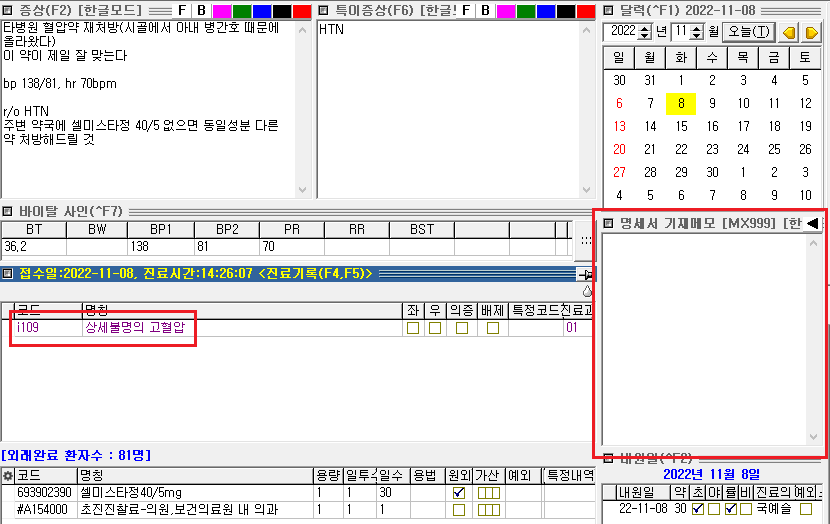 증상(F2) [한글모드] F B
타병원 혈압약 재처방(시골에서 아내 병간호 때문에
올라왔다)
이 약이 제일 잘 맞는다
bp 138/81, hr 70bpm
r/o HTN
주변 약국에 셀미스타정 40/5 없으면 동일성분 다른
약 처방해드릴 것
특이증상(F6) [한글! F B
HTN
달력(^F1) 2022-11-08
2022 년 11 월 오늘(T)
일 월 화 수 목 금 토
30 31 1 2 3 4 5
6 7 8 9 10 11 12
13 14 15 16 17 18 19
20 21 22 23 24 25 26
27 28 29 30 1 2 3
4 5 6 7 8 9 10
바이탈 사인(^F7)
BT BW BP1 BP2 PR RR BST
36,2 138 81 70
명세서 기재메모 [MX999] [한
접수일:2022-11-08, 진료시간:14:26:07 <진료기록(F4,F5)>
코드 명칭 좌 우 의증 배제 특정코드 진료과
i109 상세불명의 고혈압 01
[외래완료 환자수 : 81명]
코드 명칭 용량 일투 일수 용법 원외 가산 예외 특정내역
693902390 셀미스타정40/5mg 1 1 30
#A154000 초진진찰료-의원,보건의료원 내 의과 1 1 1
내원일(^F2)
2022년 11월 8일
내원일 약 초 야 률 비 진료의 예외
22-11-08 30 국예슬